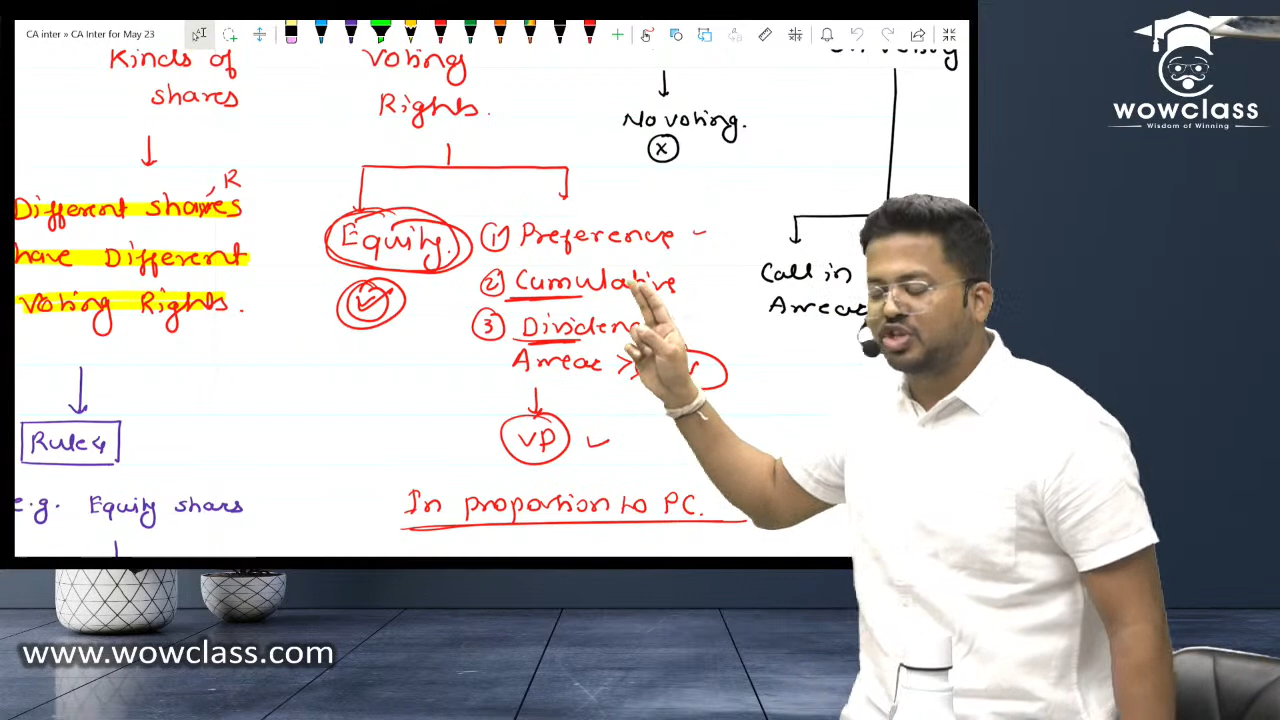 CA inter » CA Inter for May 23
Kinds of
shares
Different shares R
have Different
Voting Rights.
Rule 4
e.g. Equity shars
Voting
Rights.
Equity.
① Preference
② Cumulative
③ Dividend
Arrear >
VP
In proportion to PC.
No voting.
x
Call in
Arrear
wowclass
Wisdom of Winning
www.wowclass.com